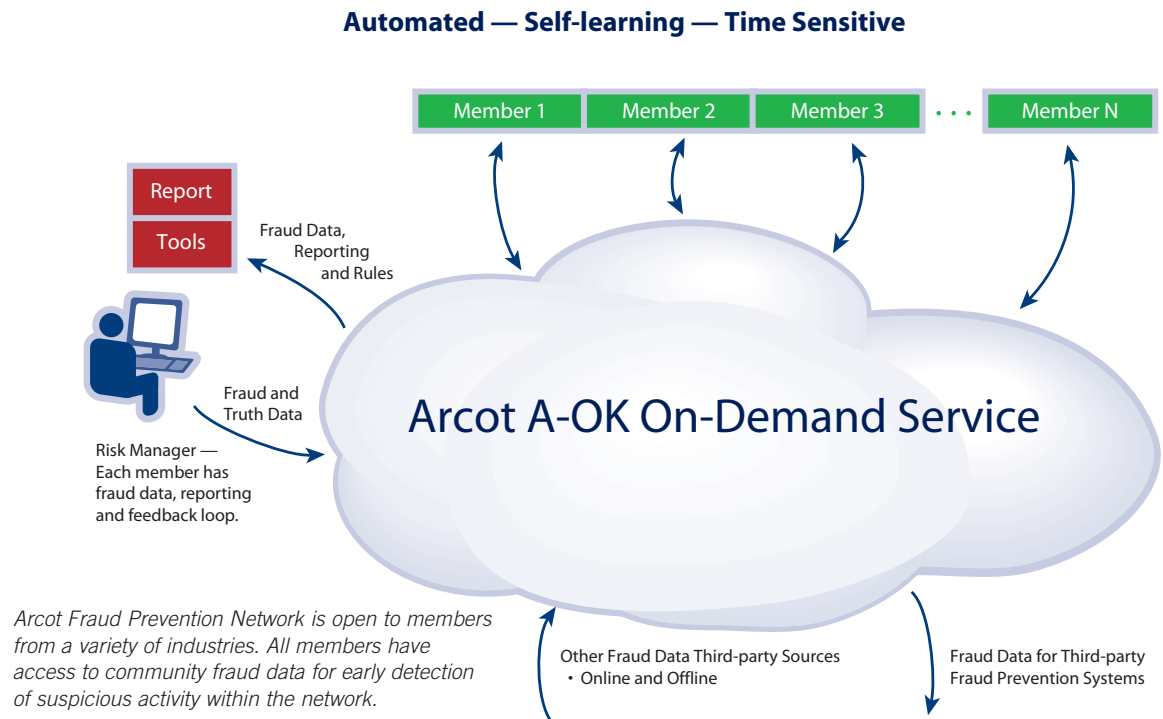 Automated — Self-learning — Time Sensitive
Member 1
Member 2
Member 3
...
Member N
Report
Tools
Fraud Data,
Reporting
and Rules
Fraud and
Truth Data
Arcot A-OK On-Demand Service
Risk Manager —
Each member has
fraud data, reporting
and feedback loop.
Arcot Fraud Prevention Network is open to members
from a variety of industries. All members have
access to community fraud data for early detection
of suspicious activity within the network.
Other Fraud Data Third-party Sources
• Online and Offline
Fraud Data for Third-party
Fraud Prevention Systems